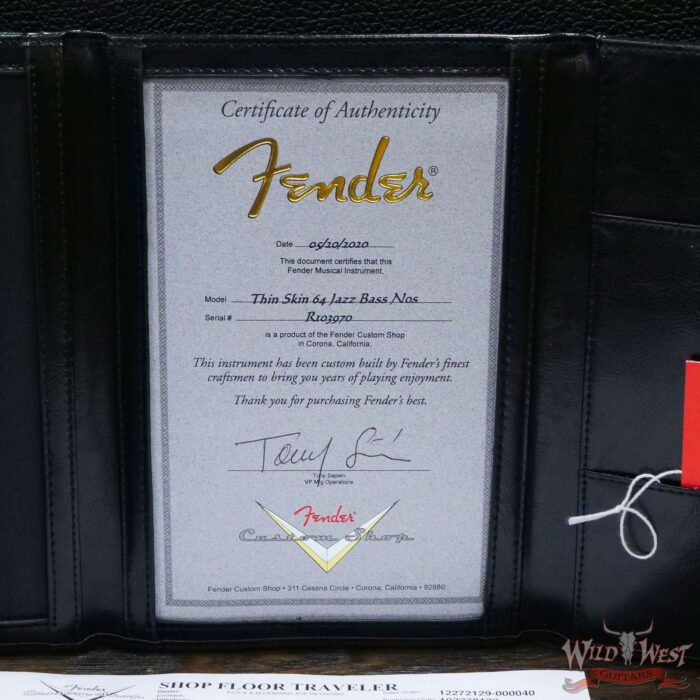 Certificate of Authenticity
Fender®
Date 05/20/2020
This document certifies that this
Fender Musical Instrument.
Model Thin Skin 64 Jazz Bass Nos
Serial # R103970
is a product of the Fender Custom Shop
in Corona, California.
This instrument has been custom built by Fender's finest
craftsmen to bring you years of playing enjoyment.
Thank you for purchasing Fender's best.
Tony Sapien
VP Mfg Operations
Fender
Custom Shop
Fender Custom Shop • 311 Cessna Circle • Corona, California • 92880
WILD WEST
GUITARS
Fender
SHOP FLOOR TRAVELER
12272129-000040